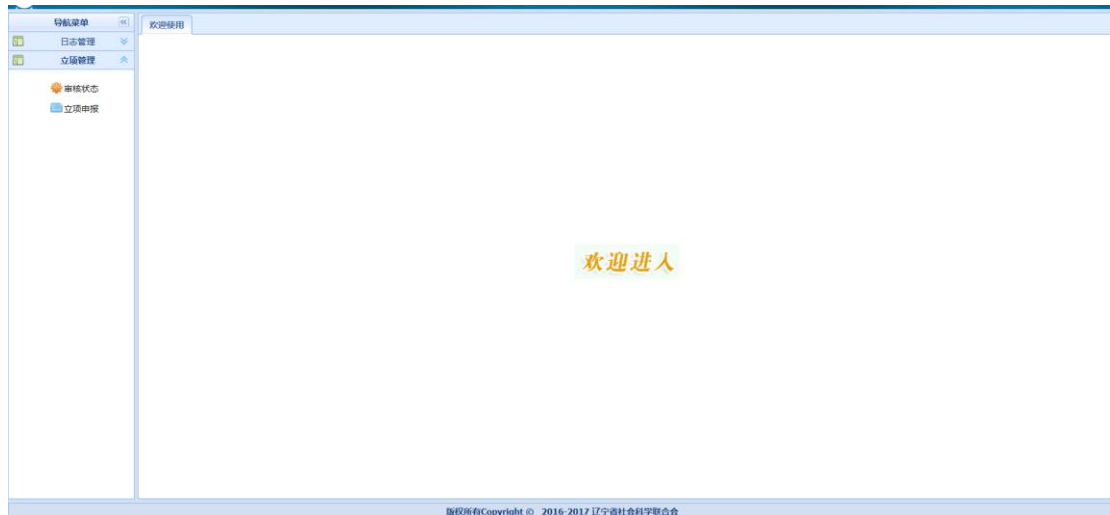 导航菜单
欢迎使用
日志管理
立项管理
审核状态
立项申报
欢迎进人
版权所有Copyright © 2016-2017 辽宁省社会科学联合会